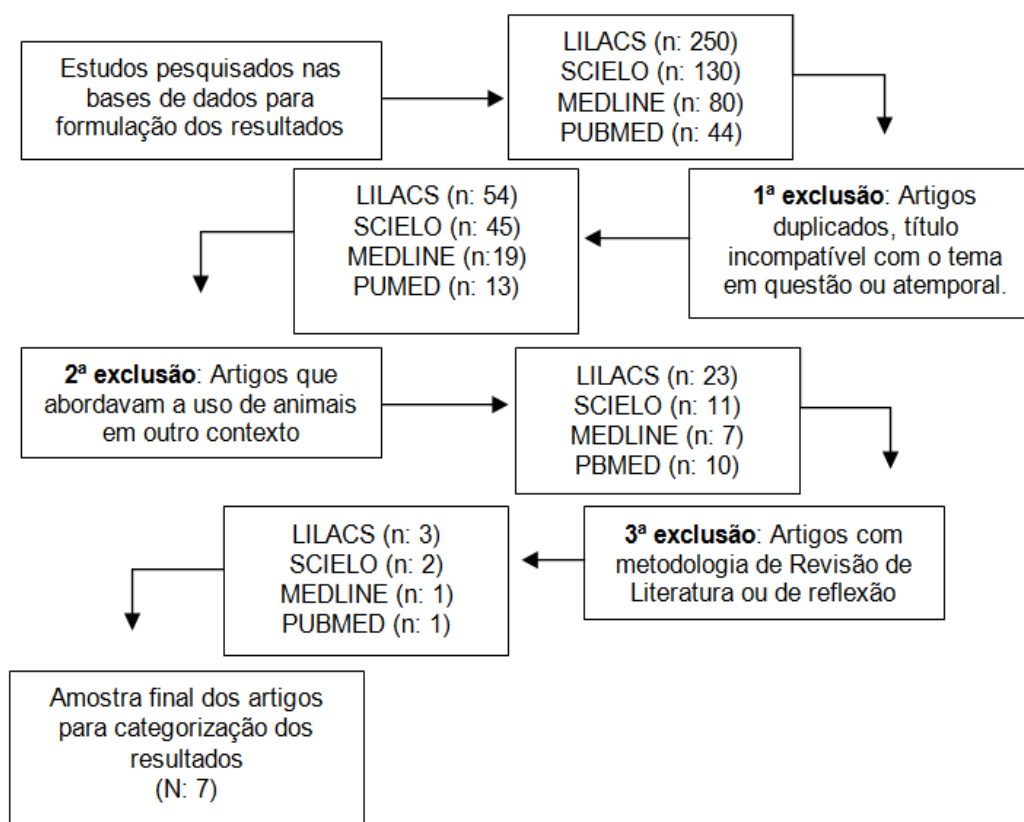 Estudos pesquisados nas
bases de dados para
formulação dos resultados
LILACS (n: 250)
SCIELO (n: 130)
MEDLINE (n: 80)
PUBMED (n: 44)
1ª exclusão: Artigos
duplicados, título
incompatível com o tema
em questão ou atemporal.
LILACS (n: 54)
SCIELO (n: 45)
MEDLINE (n:19)
PUMED (n: 13)
2ª exclusão: Artigos que
abordavam a uso de animais
em outro contexto
LILACS (n: 23)
SCIELO (n: 11)
MEDLINE (n: 7)
PBMED (n: 10)
3ª exclusão: Artigos com
metodologia de Revisão de
Literatura ou de reflexão
LILACS (n: 3)
SCIELO (n: 2)
MEDLINE (n: 1)
PUBMED (n: 1)
Amostra final dos artigos
para categorização dos
resultados
(N: 7)